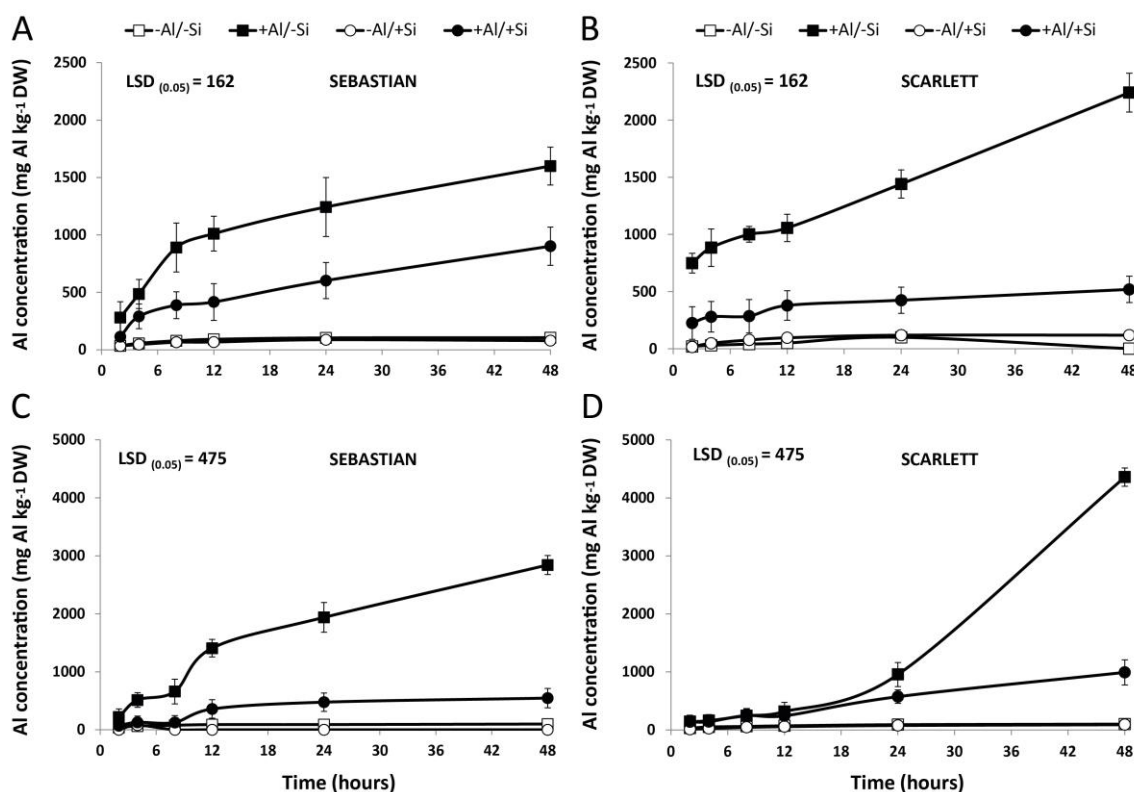 A
-Al/-Si +Al/-Si -Al/+Si +Al/+Si
LSD (0.05) = 162 SEBASTIAN
Al concentration (mg Al kg-1 DW)
2500
2000
1500
1000
500
0
0 6 12 18 24 30 36 42 48
B
-Al/-Si +Al/-Si -Al/+Si +Al/+Si
LSD (0.05) = 162 SCARLETT
Al concentration (mg Al kg-1 DW)
2500
2000
1500
1000
500
0
0 6 12 18 24 30 36 42 48
C
LSD (0.05) = 475 SEBASTIAN
Al concentration (mg Al kg-1 DW)
5000
4000
3000
2000
1000
0
0 6 12 18 24 30 36 42 48
Time (hours)
D
LSD (0.05) = 475 SCARLETT
Al concentration (mg Al kg-1 DW)
5000
4000
3000
2000
1000
0
0 6 12 18 24 30 36 42 48
Time (hours)